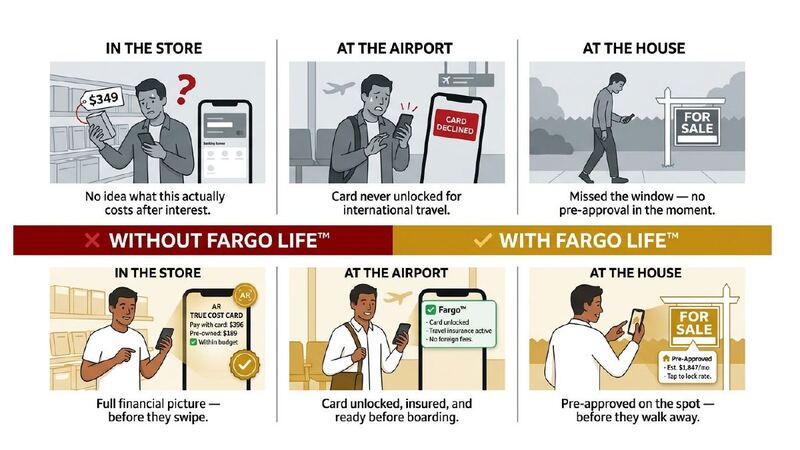 IN THE STORE
$349
?
Banking Scorer
No idea what this actually
costs after interest.
AT THE AIRPORT
CARD
DECLINED
Card never unlocked for
international travel.
AT THE HOUSE
FOR
SALE
Missed the window — no
pre-approval in the moment.
WITHOUT FARGO LIFE™
WITH FARGO LIFE™
IN THE STORE
AR
TRUE COST CARD
Pay with card: $396
Pre-owned: $189
Within budget
AR
Full financial picture —
before they swipe.
AT THE AIRPORT
Fargo™
- Card unlocked
- Travel insurance active
- No foreign fees.
Card unlocked, insured, and
ready before boarding.
AT THE HOUSE
FOR
SALE
Pre-Approved
- Est. $1,847/mo
- Tap to lock rate.
Pre-approved on the spot —
before they walk away.